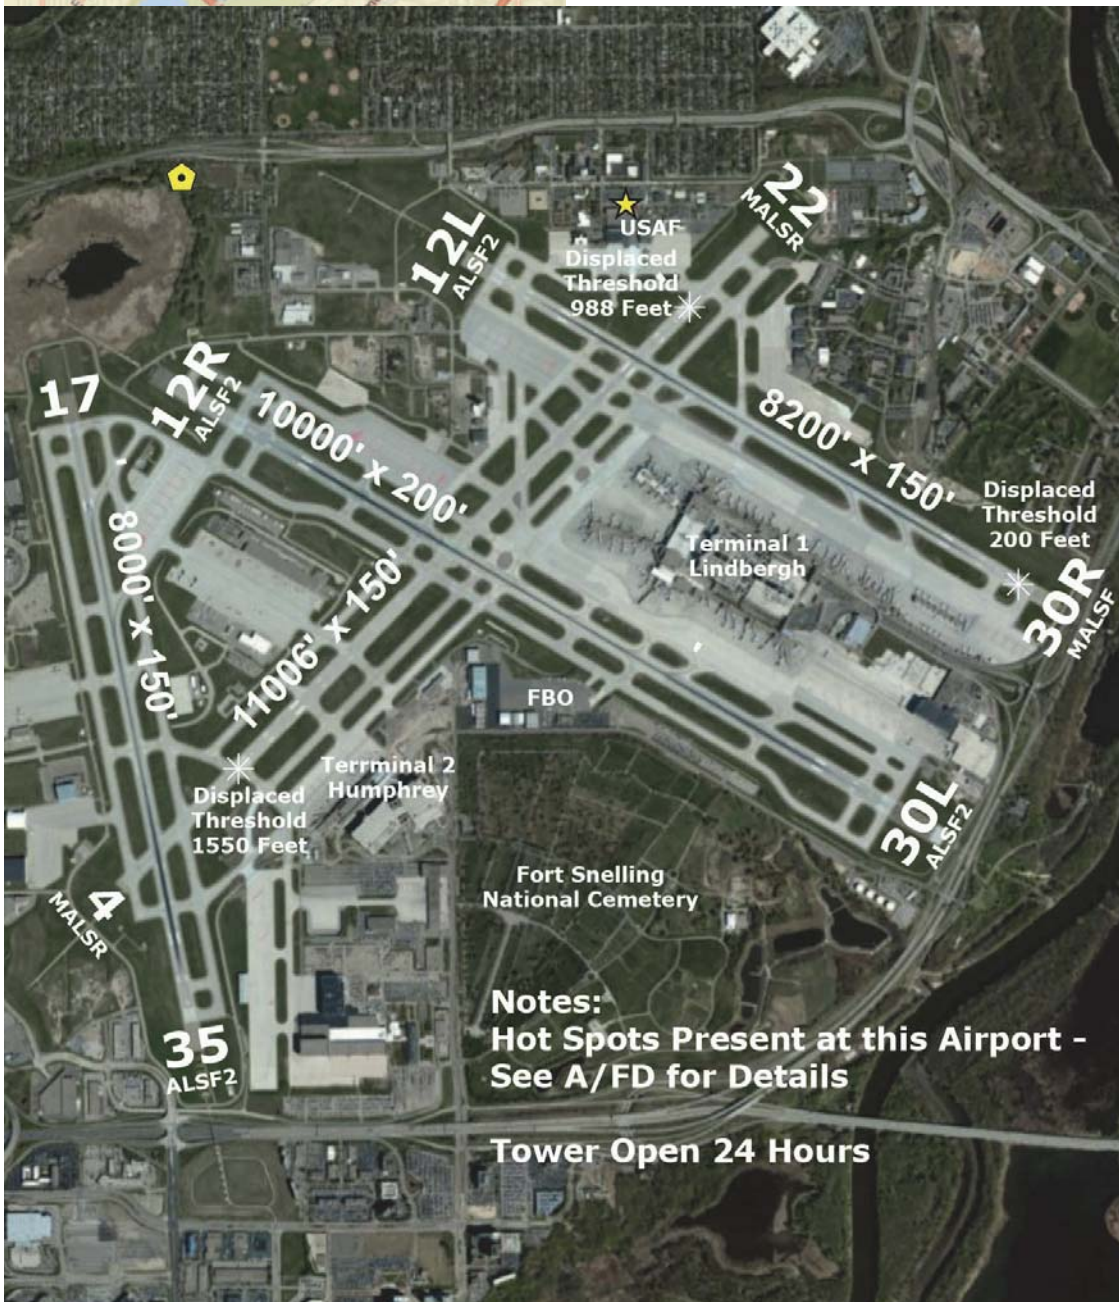 22
MALSR
12L
ALSF2
USAF
Displaced
Threshold
988 Feet
17
12R
ALSF2
10000' x 200'
8200' x 150'
Displaced
Threshold
200 Feet
8000' x 150'
11006' x 150'
Terminal 1
Lindbergh
30R
MALSF
FBO
Terrminal 2
Humphrey
Displaced
Threshold
1550 Feet
30L
ALSF2
Fort Snelling
National Cemetery
4
MALSR
35
ALSF2
Notes:
Hot Spots Present at this Airport -
See A/FD for Details
Tower Open 24 Hours